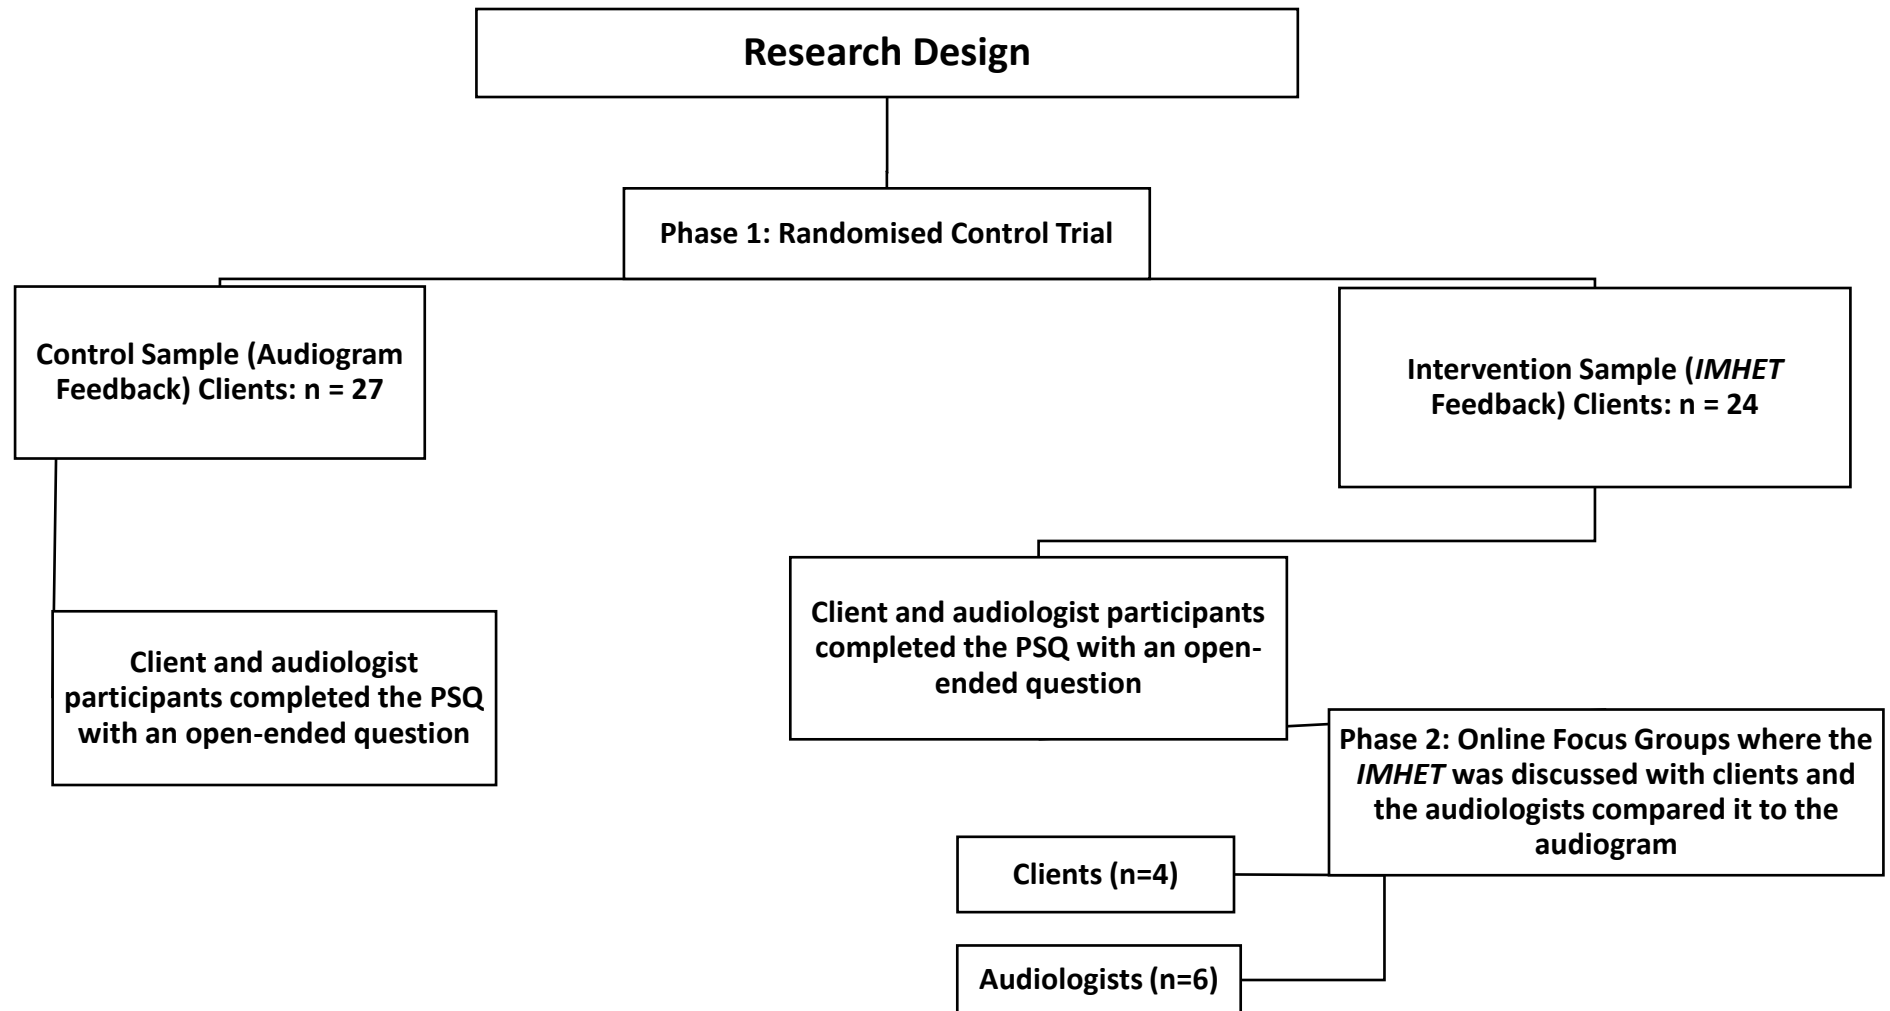 Research Design
Phase 1: Randomised Control Trial
Control Sample (Audiogram
Feedback) Clients: n = 27
Intervention Sample (IMHET
Feedback) Clients: n = 24
Client and audiologist
participants completed the PSQ
with an open-ended question
Client and audiologist participants
completed the PSQ with an open-
ended question
Phase 2: Online Focus Groups where the
IMHET was discussed with clients and
the audiologists compared it to the
audiogram
Clients (n=4)
Audiologists (n=6)